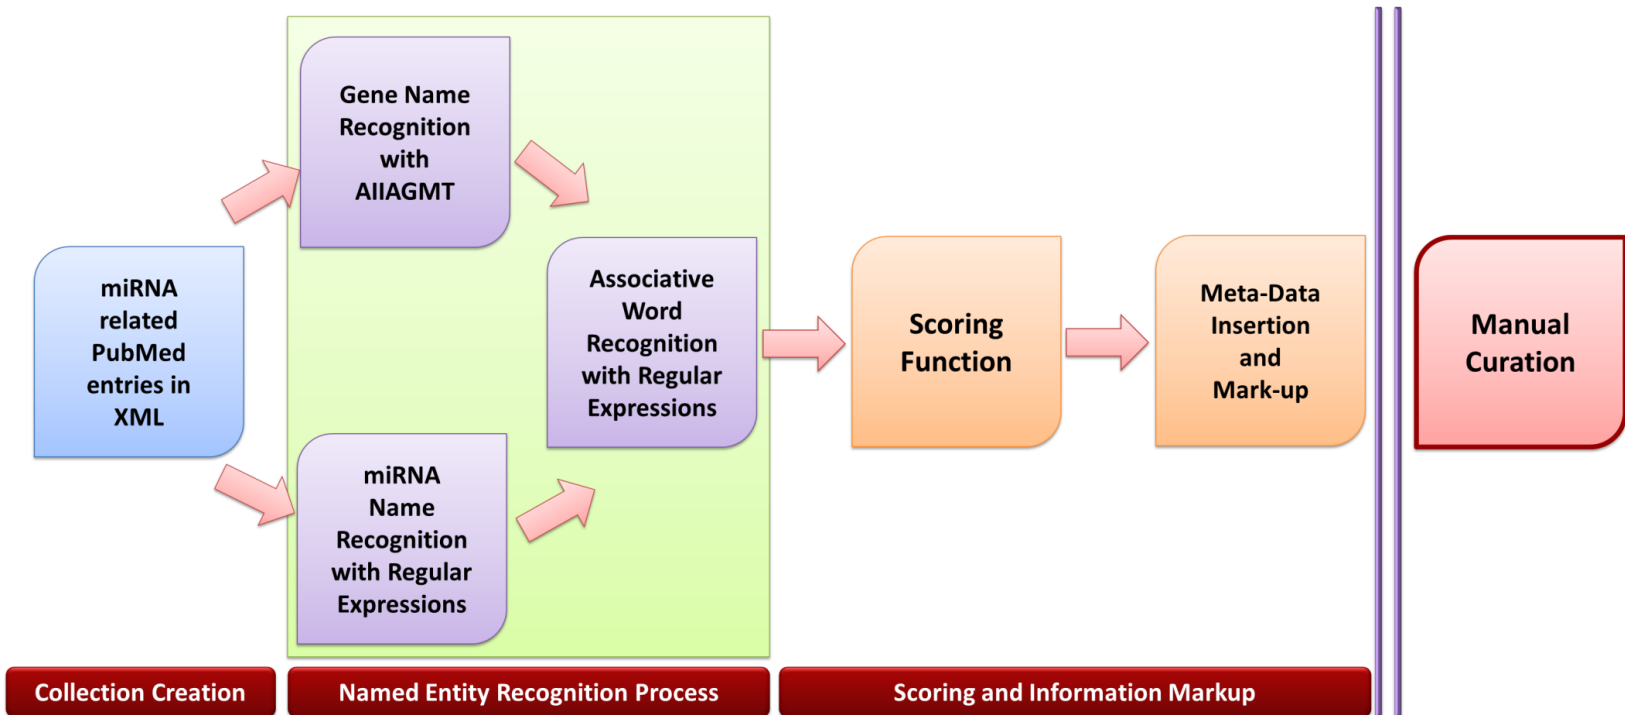 Gene Name
Recognition
with
AIIAGMT
miRNA
related
PubMed
entries in
XML
miRNA
Name
Recognition
with Regular
Expressions
Associative
Word
Recognition
with Regular
Expressions
Scoring
Function
Meta-Data
Insertion
and
Mark-up
Manual
Curation
Collection Creation
Named Entity Recognition Process
Scoring and Information Markup